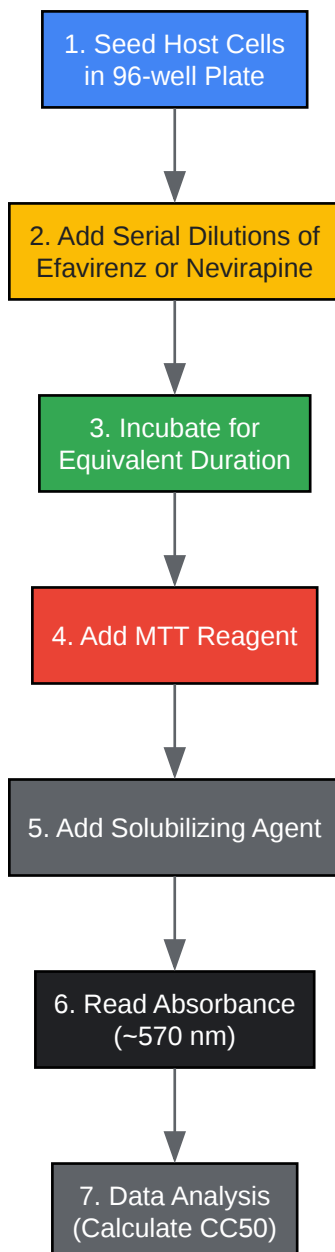 1. Seed Host Cells
in 96-well Plate
2. Add Serial Dilutions of
Efavirenz or Nevirapine
3. Incubate for
Equivalent Duration
4. Add MTT Reagent
5. Add Solubilizing Agent
6. Read Absorbance
(~570 nm)
7. Data Analysis
(Calculate CC50)